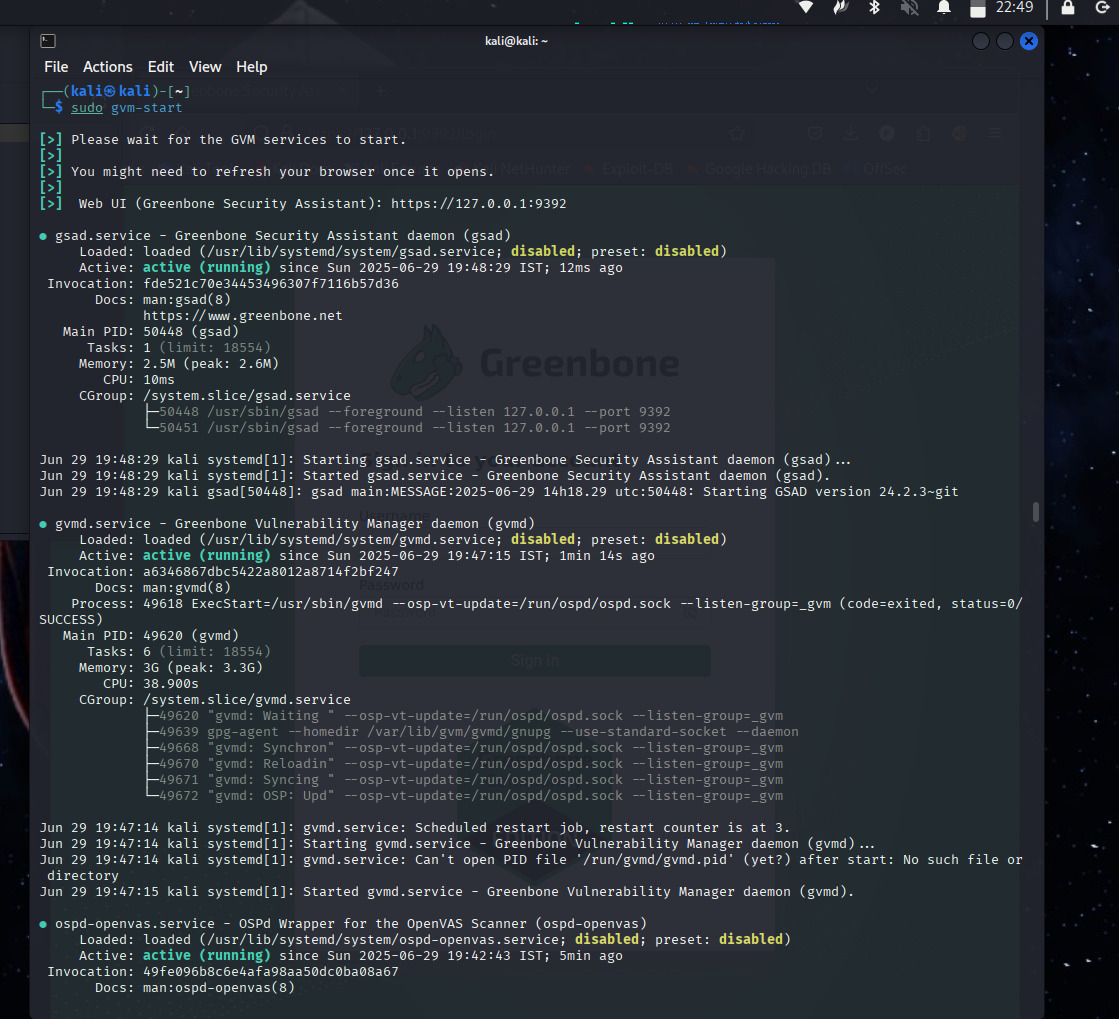 22:49
kali@kali: ~
File Actions Edit View Help
┌──(kali㉿kali)-[~]
└─$ sudo gvm-start
[>] Please wait for the GVM services to start.
[>]
[>] You might need to refresh your browser once it opens.
[>]
[>]  Web UI (Greenbone Security Assistant): https://127.0.0.1:9392
NetHunter Exploit-DB Google Hacking DB OffSec
● gsad.service - Greenbone Security Assistant daemon (gsad)
Loaded: loaded (/usr/lib/systemd/system/gsad.service; disabled; preset: disabled)
Active: active (running) since Sun 2025-06-29 19:48:29 IST; 12ms ago
Invocation: fde521c70e34453496307f7116b57d36
Docs: man:gsad(8)
https://www.greenbone.net
Main PID: 50448 (gsad)
Tasks: 1 (limit: 18554)
Memory: 2.5M (peak: 2.6M)
CPU: 10ms
CGroup: /system.slice/gsad.service
├─50448 /usr/sbin/gsad --foreground --listen 127.0.0.1 --port 9392
└─50451 /usr/sbin/gsad --foreground --listen 127.0.0.1 --port 9392
Greenbone
Jun 29 19:48:29 kali systemd[1]: Starting gsad.service - Greenbone Security Assistant daemon (gsad)...
Jun 29 19:48:29 kali systemd[1]: Started gsad.service - Greenbone Security Assistant daemon (gsad).
Jun 29 19:48:29 kali gsad[50448]: gsad main:MESSAGE:2025-06-29 14h18.29 utc:50448: Starting GSAD version 24.2.3~git
Username
● gvmd.service - Greenbone Vulnerability Manager daemon (gvmd)
Loaded: loaded (/usr/lib/systemd/system/gvmd.service; disabled; preset: disabled)
Active: active (running) since Sun 2025-06-29 19:47:15 IST; 1min 14s ago
Invocation: a6346867dbc5422a8012a8714f2bf247
Docs: man:gvmd(8)
Password
Process: 49618 ExecStart=/usr/sbin/gvmd --osp-vt-update=/run/ospd/ospd.sock --listen-group=_gvm (code=exited, status=0/
SUCCESS)
Main PID: 49620 (gvmd)
Tasks: 6 (limit: 18554)
Memory: 3G (peak: 3.3G)
Sign In
CPU: 38.900s
CGroup: /system.slice/gvmd.service
├─49620 "gvmd: Waiting " --osp-vt-update=/run/ospd/ospd.sock --listen-group=_gvm
├─49639 gpg-agent --homedir /var/lib/gvm/gvmd/gnupg --use-standard-socket --daemon
├─49668 "gvmd: Synchron" --osp-vt-update=/run/ospd/ospd.sock --listen-group=_gvm
├─49670 "gvmd: Reloadin" --osp-vt-update=/run/ospd/ospd.sock --listen-group=_gvm
├─49671 "gvmd: Syncing " --osp-vt-update=/run/ospd/ospd.sock --listen-group=_gvm
└─49672 "gvmd: OSP: Upd" --osp-vt-update=/run/ospd/ospd.sock --listen-group=_gvm
Jun 29 19:47:14 kali systemd[1]: gvmd.service: Scheduled restart job, restart counter is at 3.
Jun 29 19:47:14 kali systemd[1]: Starting gvmd.service - Greenbone Vulnerability Manager daemon (gvmd)...
Jun 29 19:47:14 kali systemd[1]: gvmd.service: Can't open PID file '/run/gvmd/gvmd.pid' (yet?) after start: No such file or
directory
Jun 29 19:47:15 kali systemd[1]: Started gvmd.service - Greenbone Vulnerability Manager daemon (gvmd).
● ospd-openvas.service - OSPd Wrapper for the OpenVAS Scanner (ospd-openvas)
Loaded: loaded (/usr/lib/systemd/system/ospd-openvas.service; disabled; preset: disabled)
Active: active (running) since Sun 2025-06-29 19:42:43 IST; 5min ago
Invocation: 49fe096b8c6e4afa98aa50dc0ba08a67
Docs: man:ospd-openvas(8)